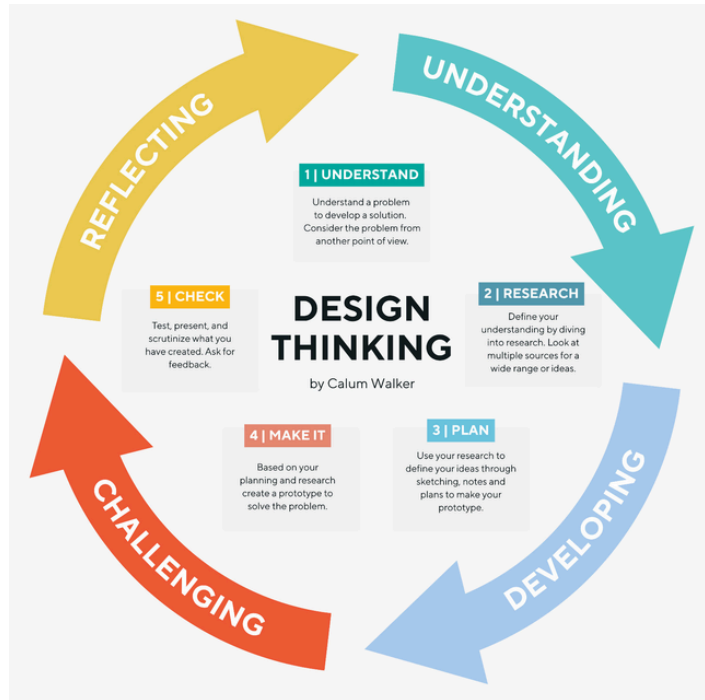 REFLECTING
UNDERSTANDING
1 | UNDERSTAND
Understand a problem
to develop a solution.
Consider the problem from
another point of view.
5 | CHECK
Test, present, and
scrutinize what you
have created. Ask for
feedback.
DESIGN
THINKING
by Calum Walker
2 | RESEARCH
Define your
understanding by diving
into research. Look at
multiple sources for a
wide range or ideas.
4 | MAKE IT
Based on your
planning and research
create a prototype to
solve the problem.
3 | PLAN
Use your research to
define your ideas through
sketching, notes and
plans to make your
prototype.
CHALLENGING
DEVELOPING